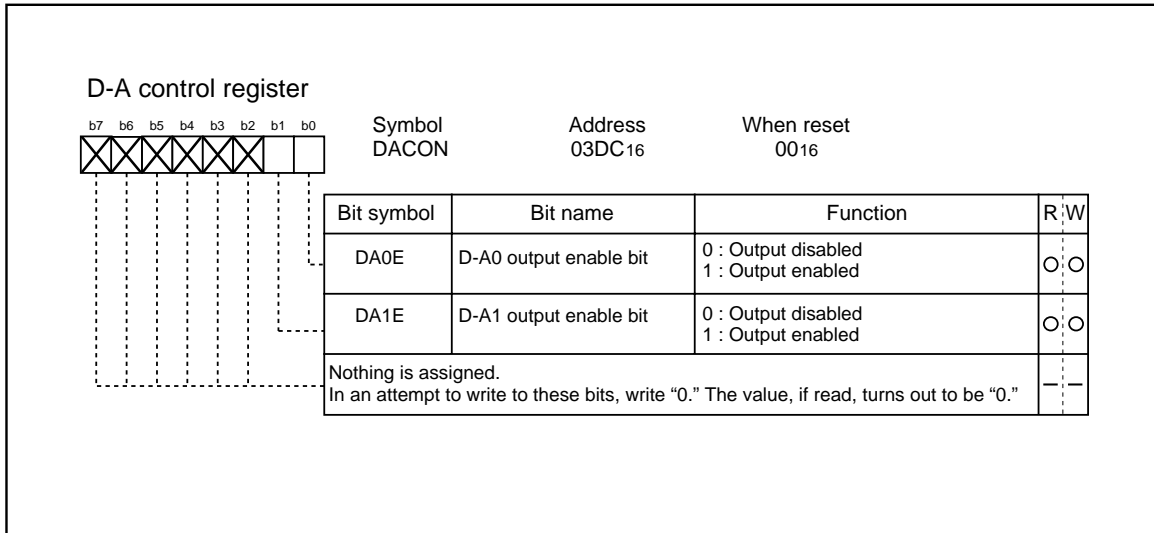 D-A control register
b7 b6 b5 b4 b3 b2 b1 b0
Symbol Address When reset
DACON 03DC16 0016
Bit symbol Bit name Function R W
DA0E D-A0 output enable bit 0 : Output disabled
1 : Output enabled
DA1E D-A1 output enable bit 0 : Output disabled
1 : Output enabled
Nothing is assigned.
In an attempt to write to these bits, write “0.” The value, if read, turns out to be “0.”